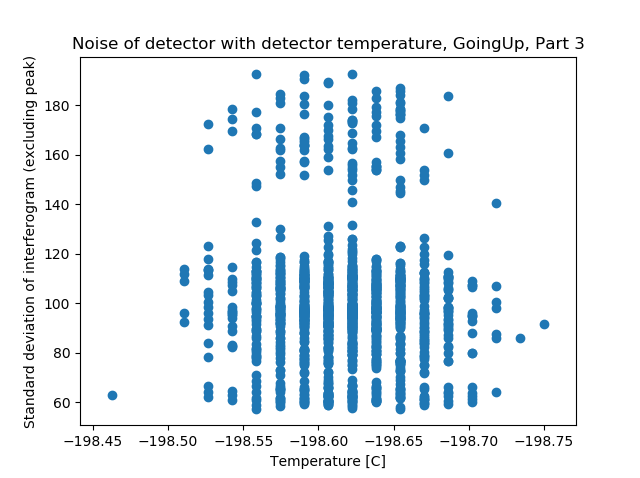 Noise of detector with detector temperature, GoingUp, Part 3
Standard deviation of interferogram (excluding peak)
180
160
140
120
100
80
60
−198.45 −198.50 −198.55 −198.60 −198.65 −198.70 −198.75
Temperature [C]